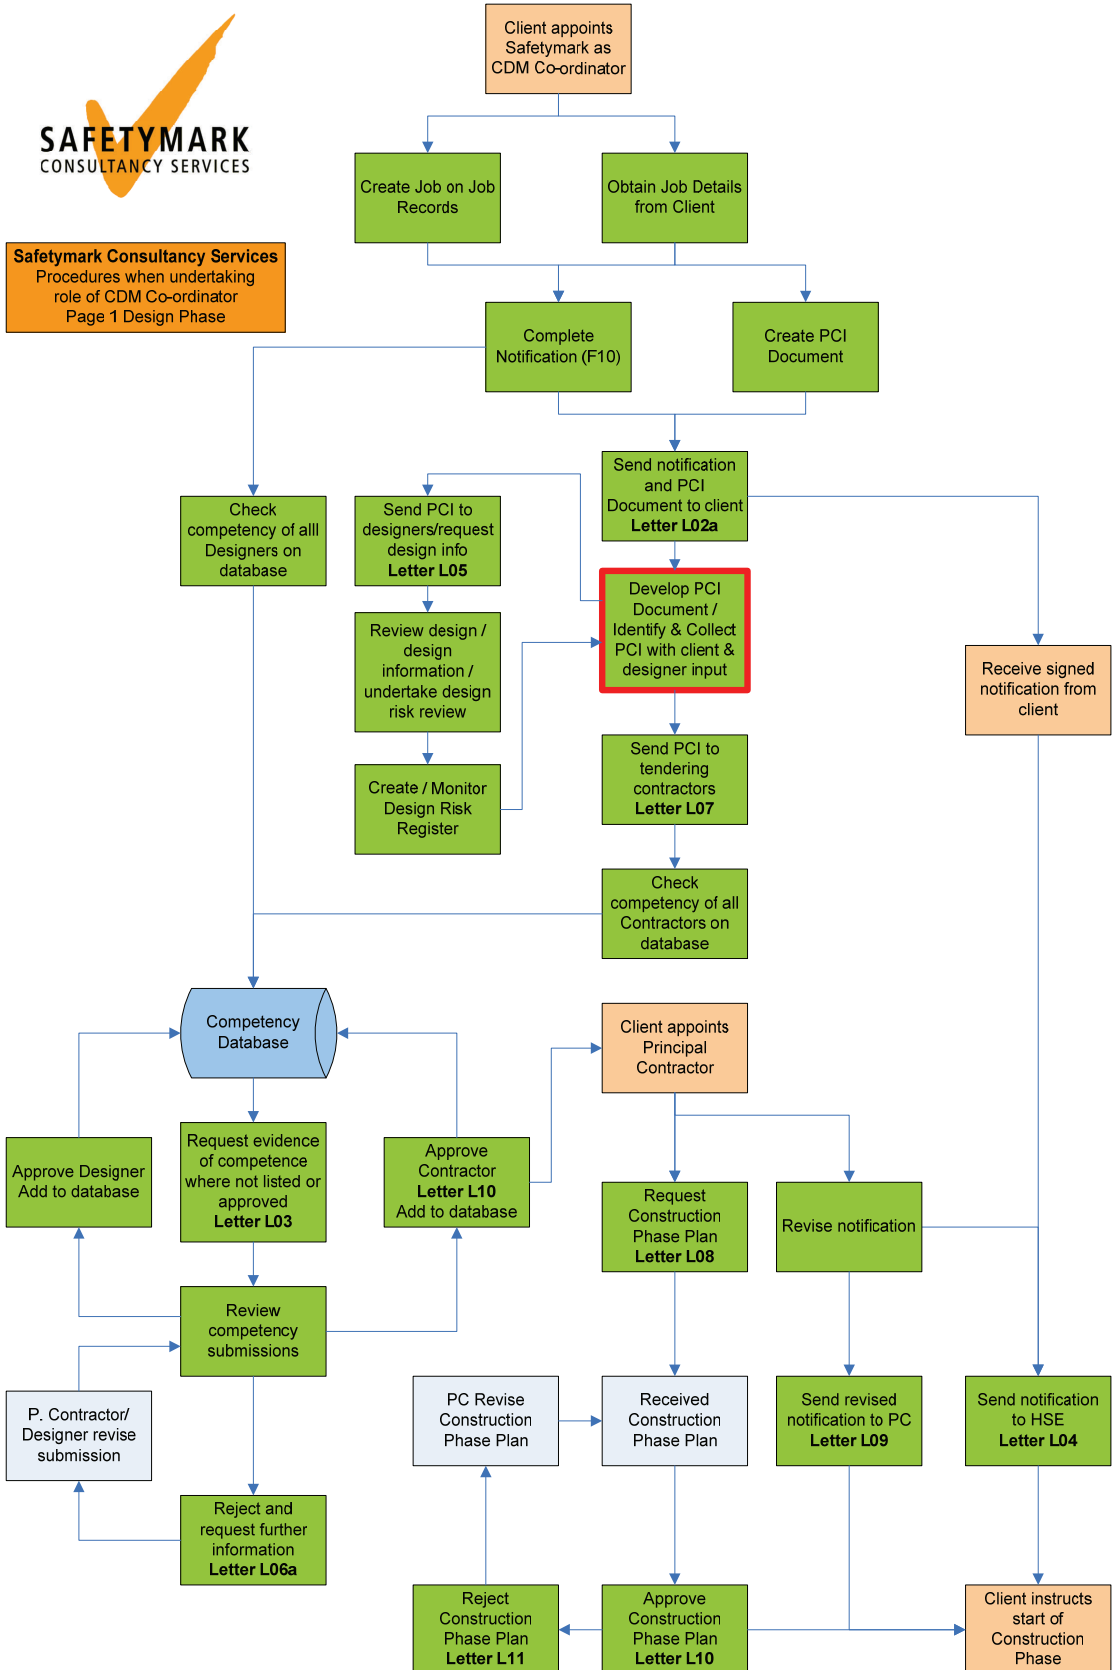 Client appoints
Safetymark as
CDM Co-ordinator
SAFETYMARK
CONSULTANCY SERVICES
Create Job on Job
Records
Obtain Job Details
from Client
Safetymark Consultancy Services
Procedures when undertaking
role of CDM Co-ordinator
Page 1 Design Phase
Complete
Notification (F10)
Create PCI
Document
Send notification
and PCI
Document to client
Letter L02a
Check
competency of alll
Designers on
database
Send PCI to
designers/request
design info
Letter L05
Develop PCI
Document /
Identify & Collect
PCI with client &
designer input
Review design /
design
information /
undertake design
risk review
Receive signed
notification from
client
Send PCI to
tendering
contractors
Letter L07
Create / Monitor
Design Risk
Register
Check
competency of all
Contractors on
database
Competency
Database
Client appoints
Principal
Contractor
Approve Designer
Add to database
Request evidence
of competence
where not listed or
approved
Letter L03
Approve
Contractor
Letter L10
Add to database
Request
Construction
Phase Plan
Letter L08
Revise notification
Review
competency
submissions
P. Contractor/
Designer revise
submission
PC Revise
Construction
Phase Plan
Received
Construction
Phase Plan
Send revised
notification to PC
Letter L09
Send notification
to HSE
Letter L04
Reject and
request further
information
Letter L06a
Reject
Construction
Phase Plan
Letter L11
Approve
Construction
Phase Plan
Letter L10
Client instructs
start of
Construction
Phase